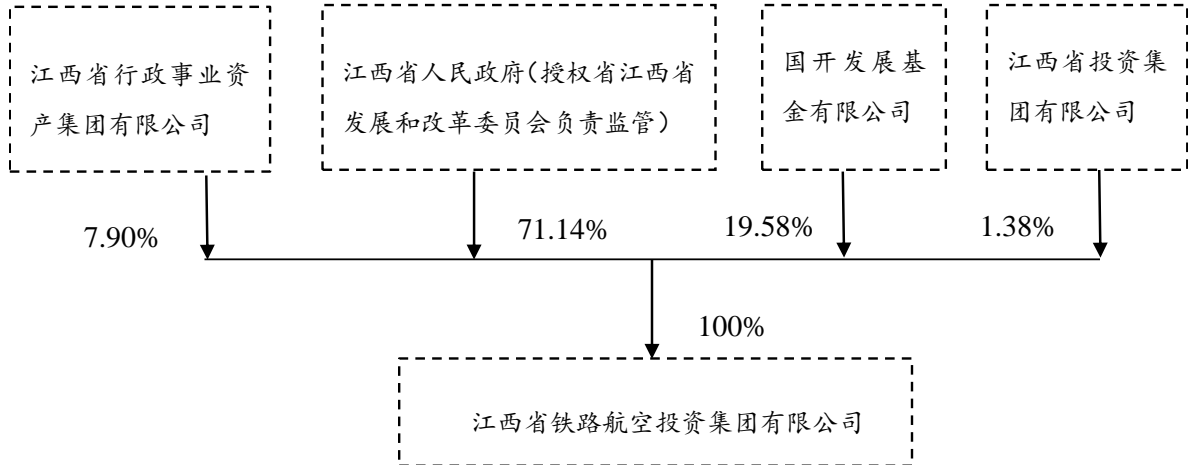 江西省行政事业资
产集团有限公司
江西省人民政府(授权省江西省
发展和改革委员会负责监管)
国开发展基
金有限公司
江西省投资集
团有限公司
7.90%
71.14%
19.58%
1.38%
100%
江西省铁路航空投资集团有限公司